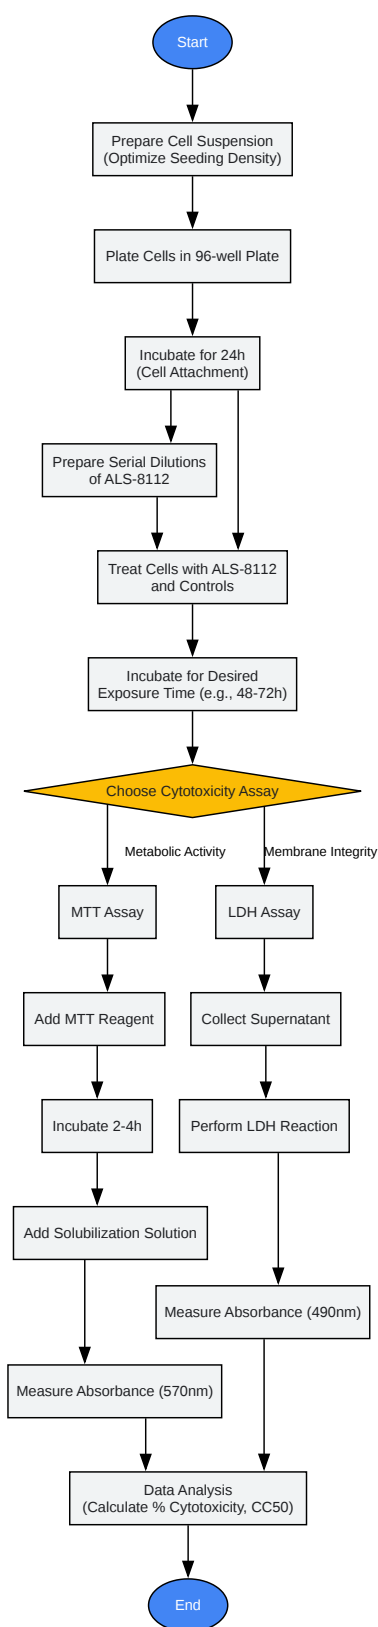 Start
Prepare Cell Suspension
(Optimize Seeding Density)
Plate Cells in 96-well Plate
Incubate for 24h
(Cell Attachment)
Prepare Serial Dilutions
of ALS-8112
Treat Cells with ALS-8112
and Controls
Incubate for Desired
Exposure Time (e.g., 48-72h)
Choose Cytotoxicity Assay
Metabolic Activity
Membrane Integrity
MTT Assay
LDH Assay
Add MTT Reagent
Collect Supernatant
Incubate 2-4h
Perform LDH Reaction
Add Solubilization Solution
Measure Absorbance (490nm)
Measure Absorbance (570nm)
Data Analysis
(Calculate % Cytotoxicity, CC50)
End